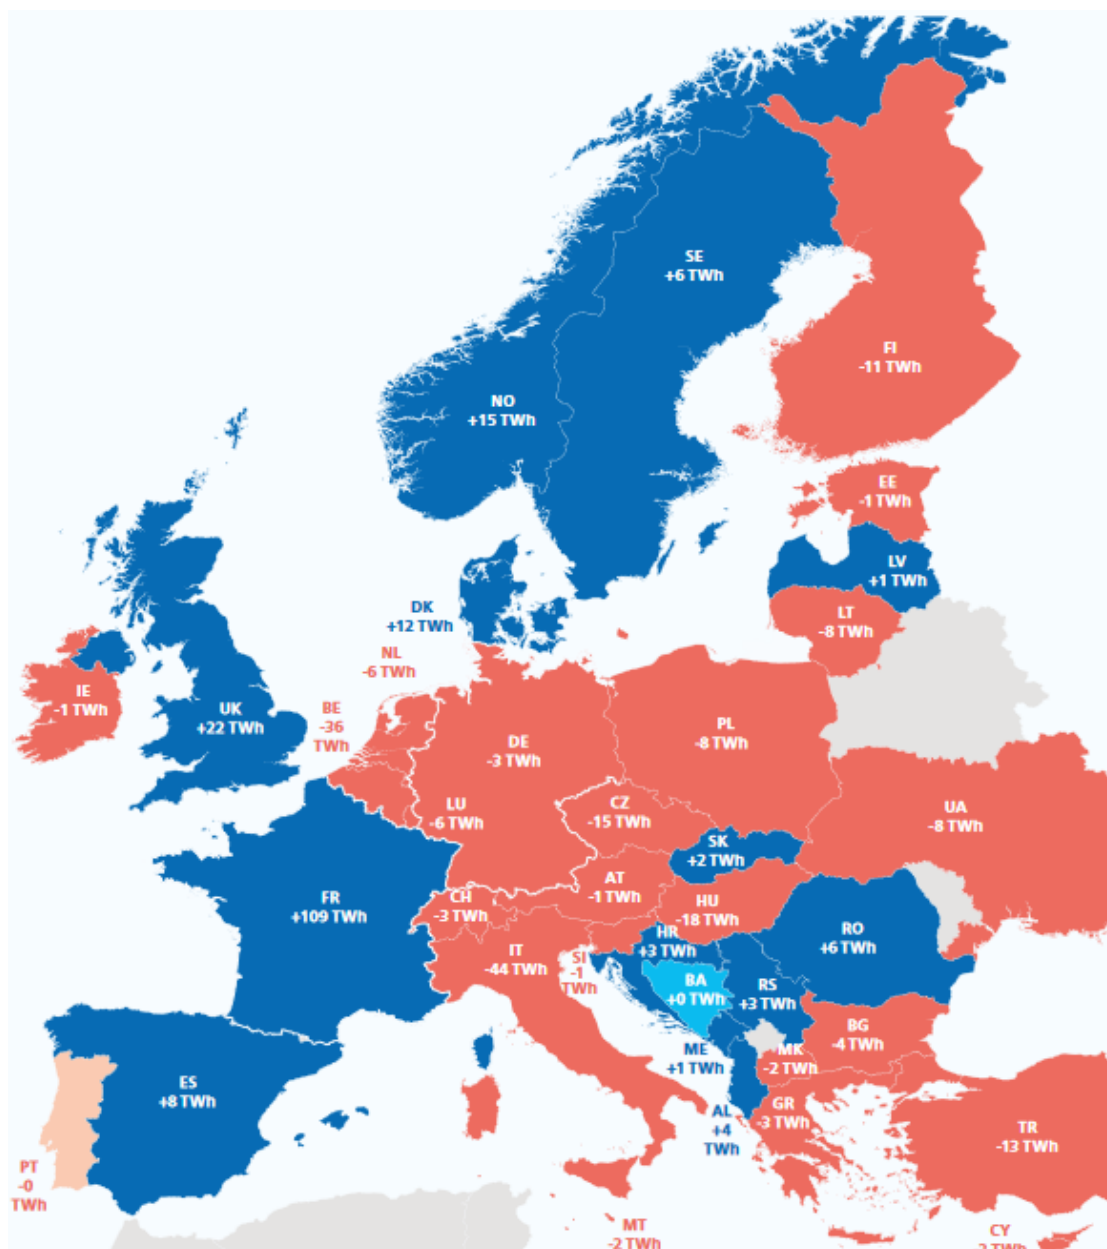 SE
+6 TWh
FI
-11 TWh
NO
+15 TWh
EE
-1 TWh
LV
+1 TWh
DK
+12 TWh
LT
-8 TWh
NL
-6 TWh
IE
-1 TWh
UK
+22 TWh
BE
-36
TWh
PL
-8 TWh
DE
-3 TWh
LU
-6 TWh
CZ
-15 TWh
UA
-8 TWh
SK
+2 TWh
AT
-1 TWh
FR
+109 TWh
CH
-3 TWh
HU
-18 TWh
HR
+3 TWh
RO
+6 TWh
IT
-44 TWh
SI
-1
TWh
BA
+0 TWh
RS
+3 TWh
BG
-4 TWh
ME
+1 TWh
MK
-2 TWh
ES
+8 TWh
AL
+4
TWh
GR
-3 TWh
TR
-13 TWh
PT
-0
TWh
MT
-2 TWh
CY
TWh